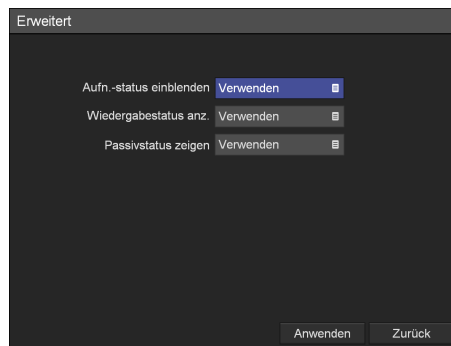 Erweitert
Aufn.-status einblenden Verwenden
Wiedergabestatus anz. Verwenden
Passivstatus zeigen Verwenden
Anwenden Zurück